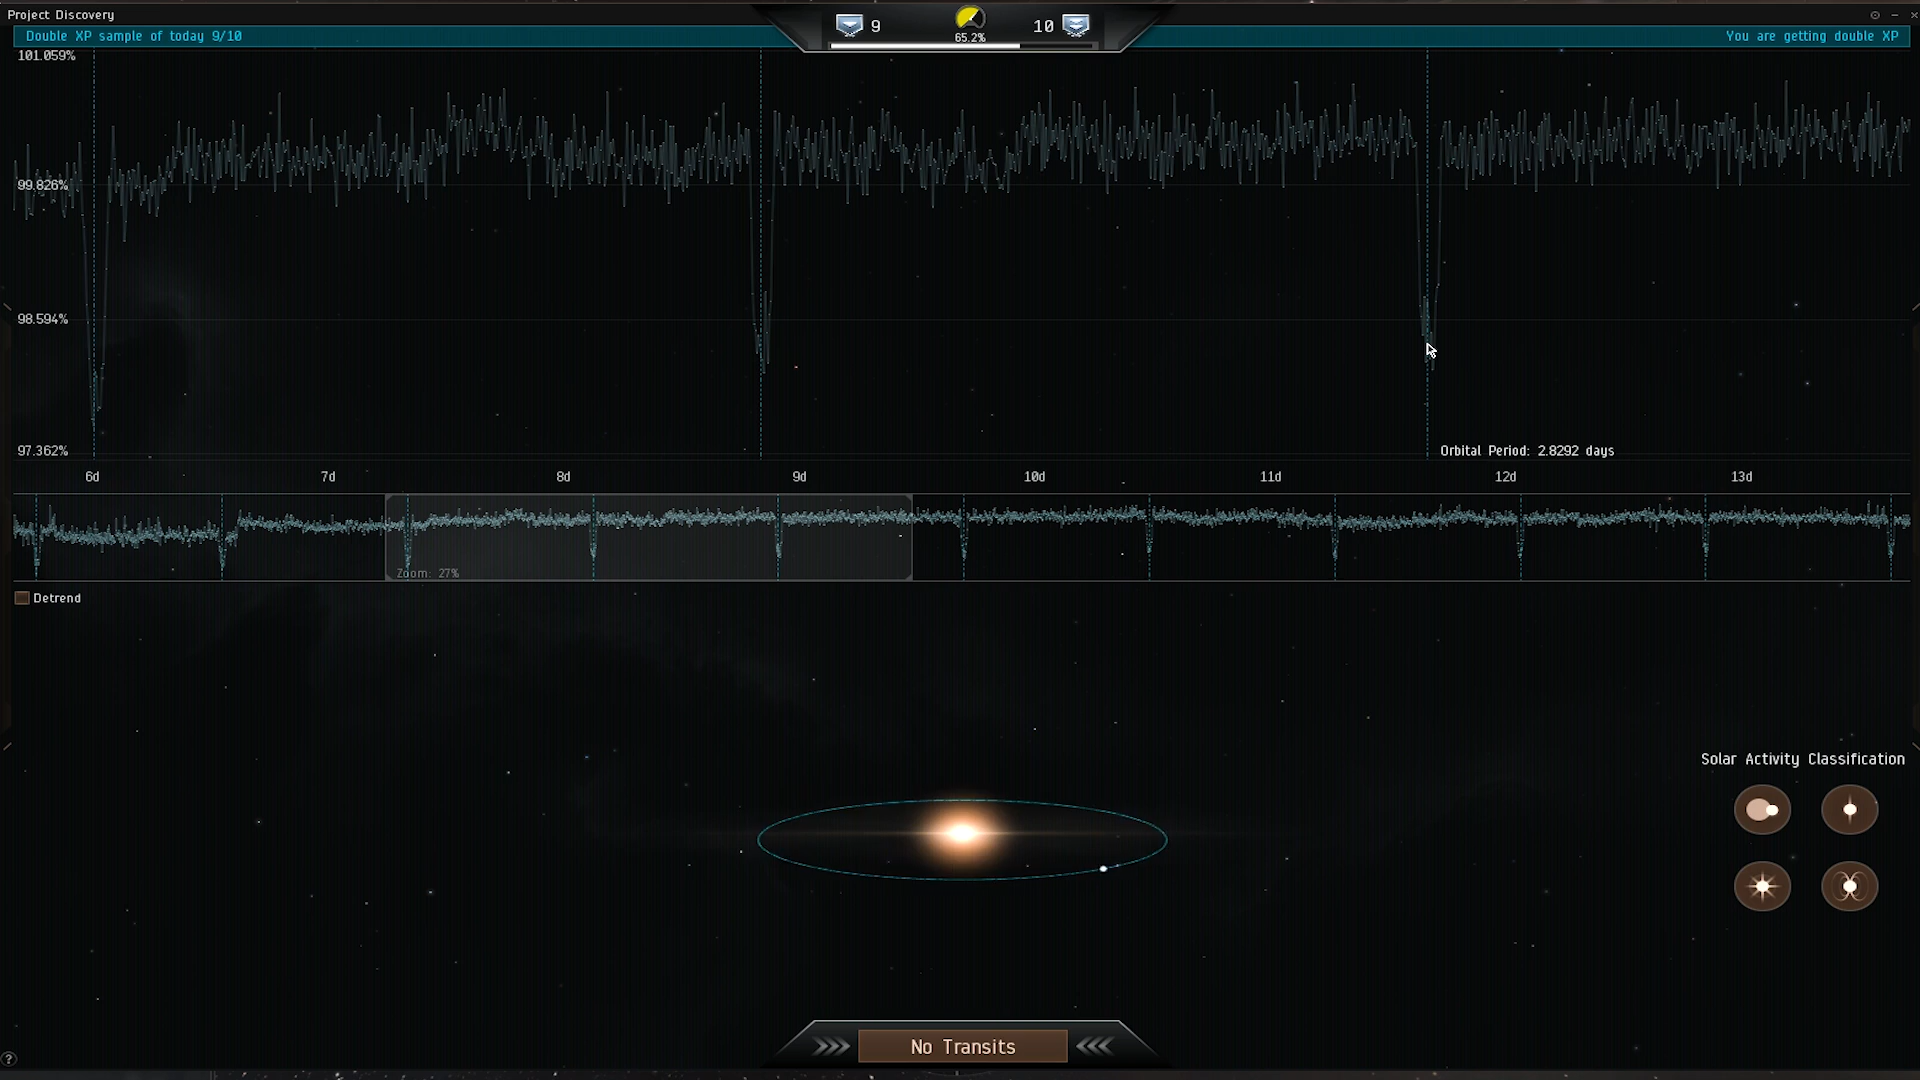 Project Discovery
Double XP sample of today 9/10
9
65.2%
10
You are getting double XP
101.059%
99.826%
98.594%
97.362%
Orbital Period: 2.8292 days
6d 7d 8d 9d 10d 11d 12d 13d
Zoom: 27%
Detrend
Solar Activity Classification
No Transits
?